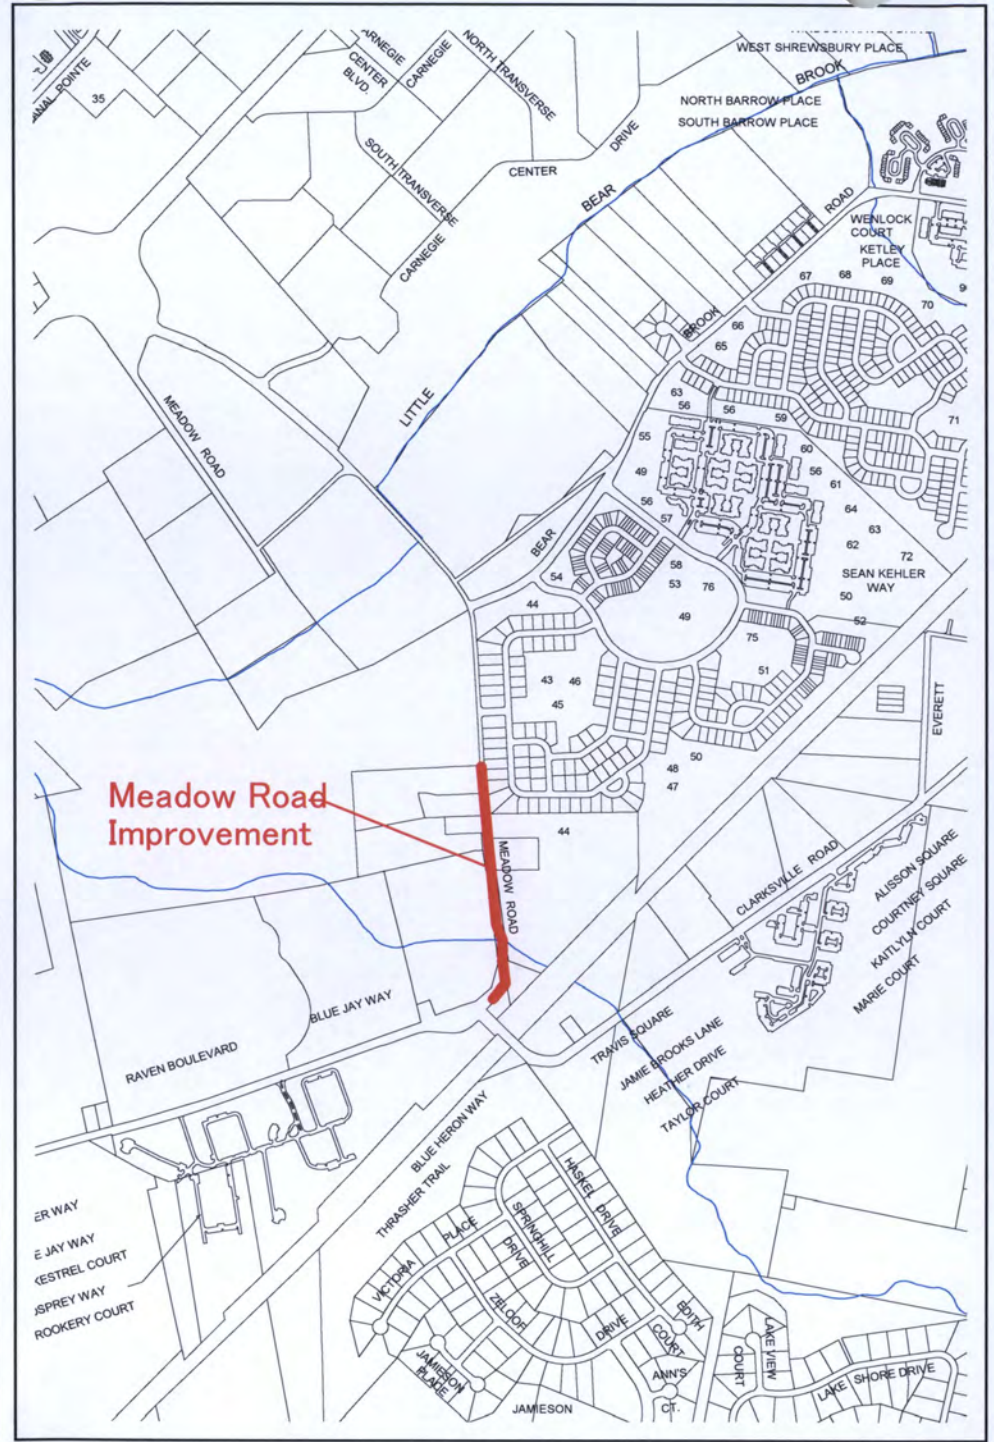 WEST SHREWSBURY PLACE
BROOK
NORTH BARROW PLACE
SOUTH BARROW PLACE
CENTER
BLVD.
CARNEGIE
NORTH TRANSVERSE
35
SOUTH TRANSVERSE
CENTER
DRIVE
CARNEGIE
BEAR
ROAD
WENLOCK
COURT
KETLEY
PLACE
67
68
69
70
BROOK
66
65
LITTLE
MEADOW ROAD
63
56
56
59
71
55
60
49
56
61
56
57
64
63
62
72
BEAR
54
58
53
76
SEAN KEHLER
WAY
50
44
49
52
75
51
43
46
45
EVERETT
50
48
47
Meadow Road
Improvement
44
MEADOW ROAD
CLARKSVILLE ROAD
ALISSON SQUARE
COURTNEY SQUARE
KAITLYLN COURT
MARIE COURT
BLUE JAY WAY
RAVEN BOULEVARD
TRAVIS SQUARE
JAMIE BROOKS LANE
HEATHER DRIVE
TAYLOR COURT
BLUE HERON WAY
THRASHER TRAIL
ER WAY
E JAY WAY
KESTREL COURT
OSPREY WAY
ROOKERY COURT
HASKEL DRIVE
SPRINGHILL
DRIVE
VICTORIA PLACE
ZELOOF
DRIVE
EDITH
COURT
JAMIESON
PLACE
ANN'S
CT.
JAMIESON
LAKE VIEW
COURT
LAKE SHORE DRIVE